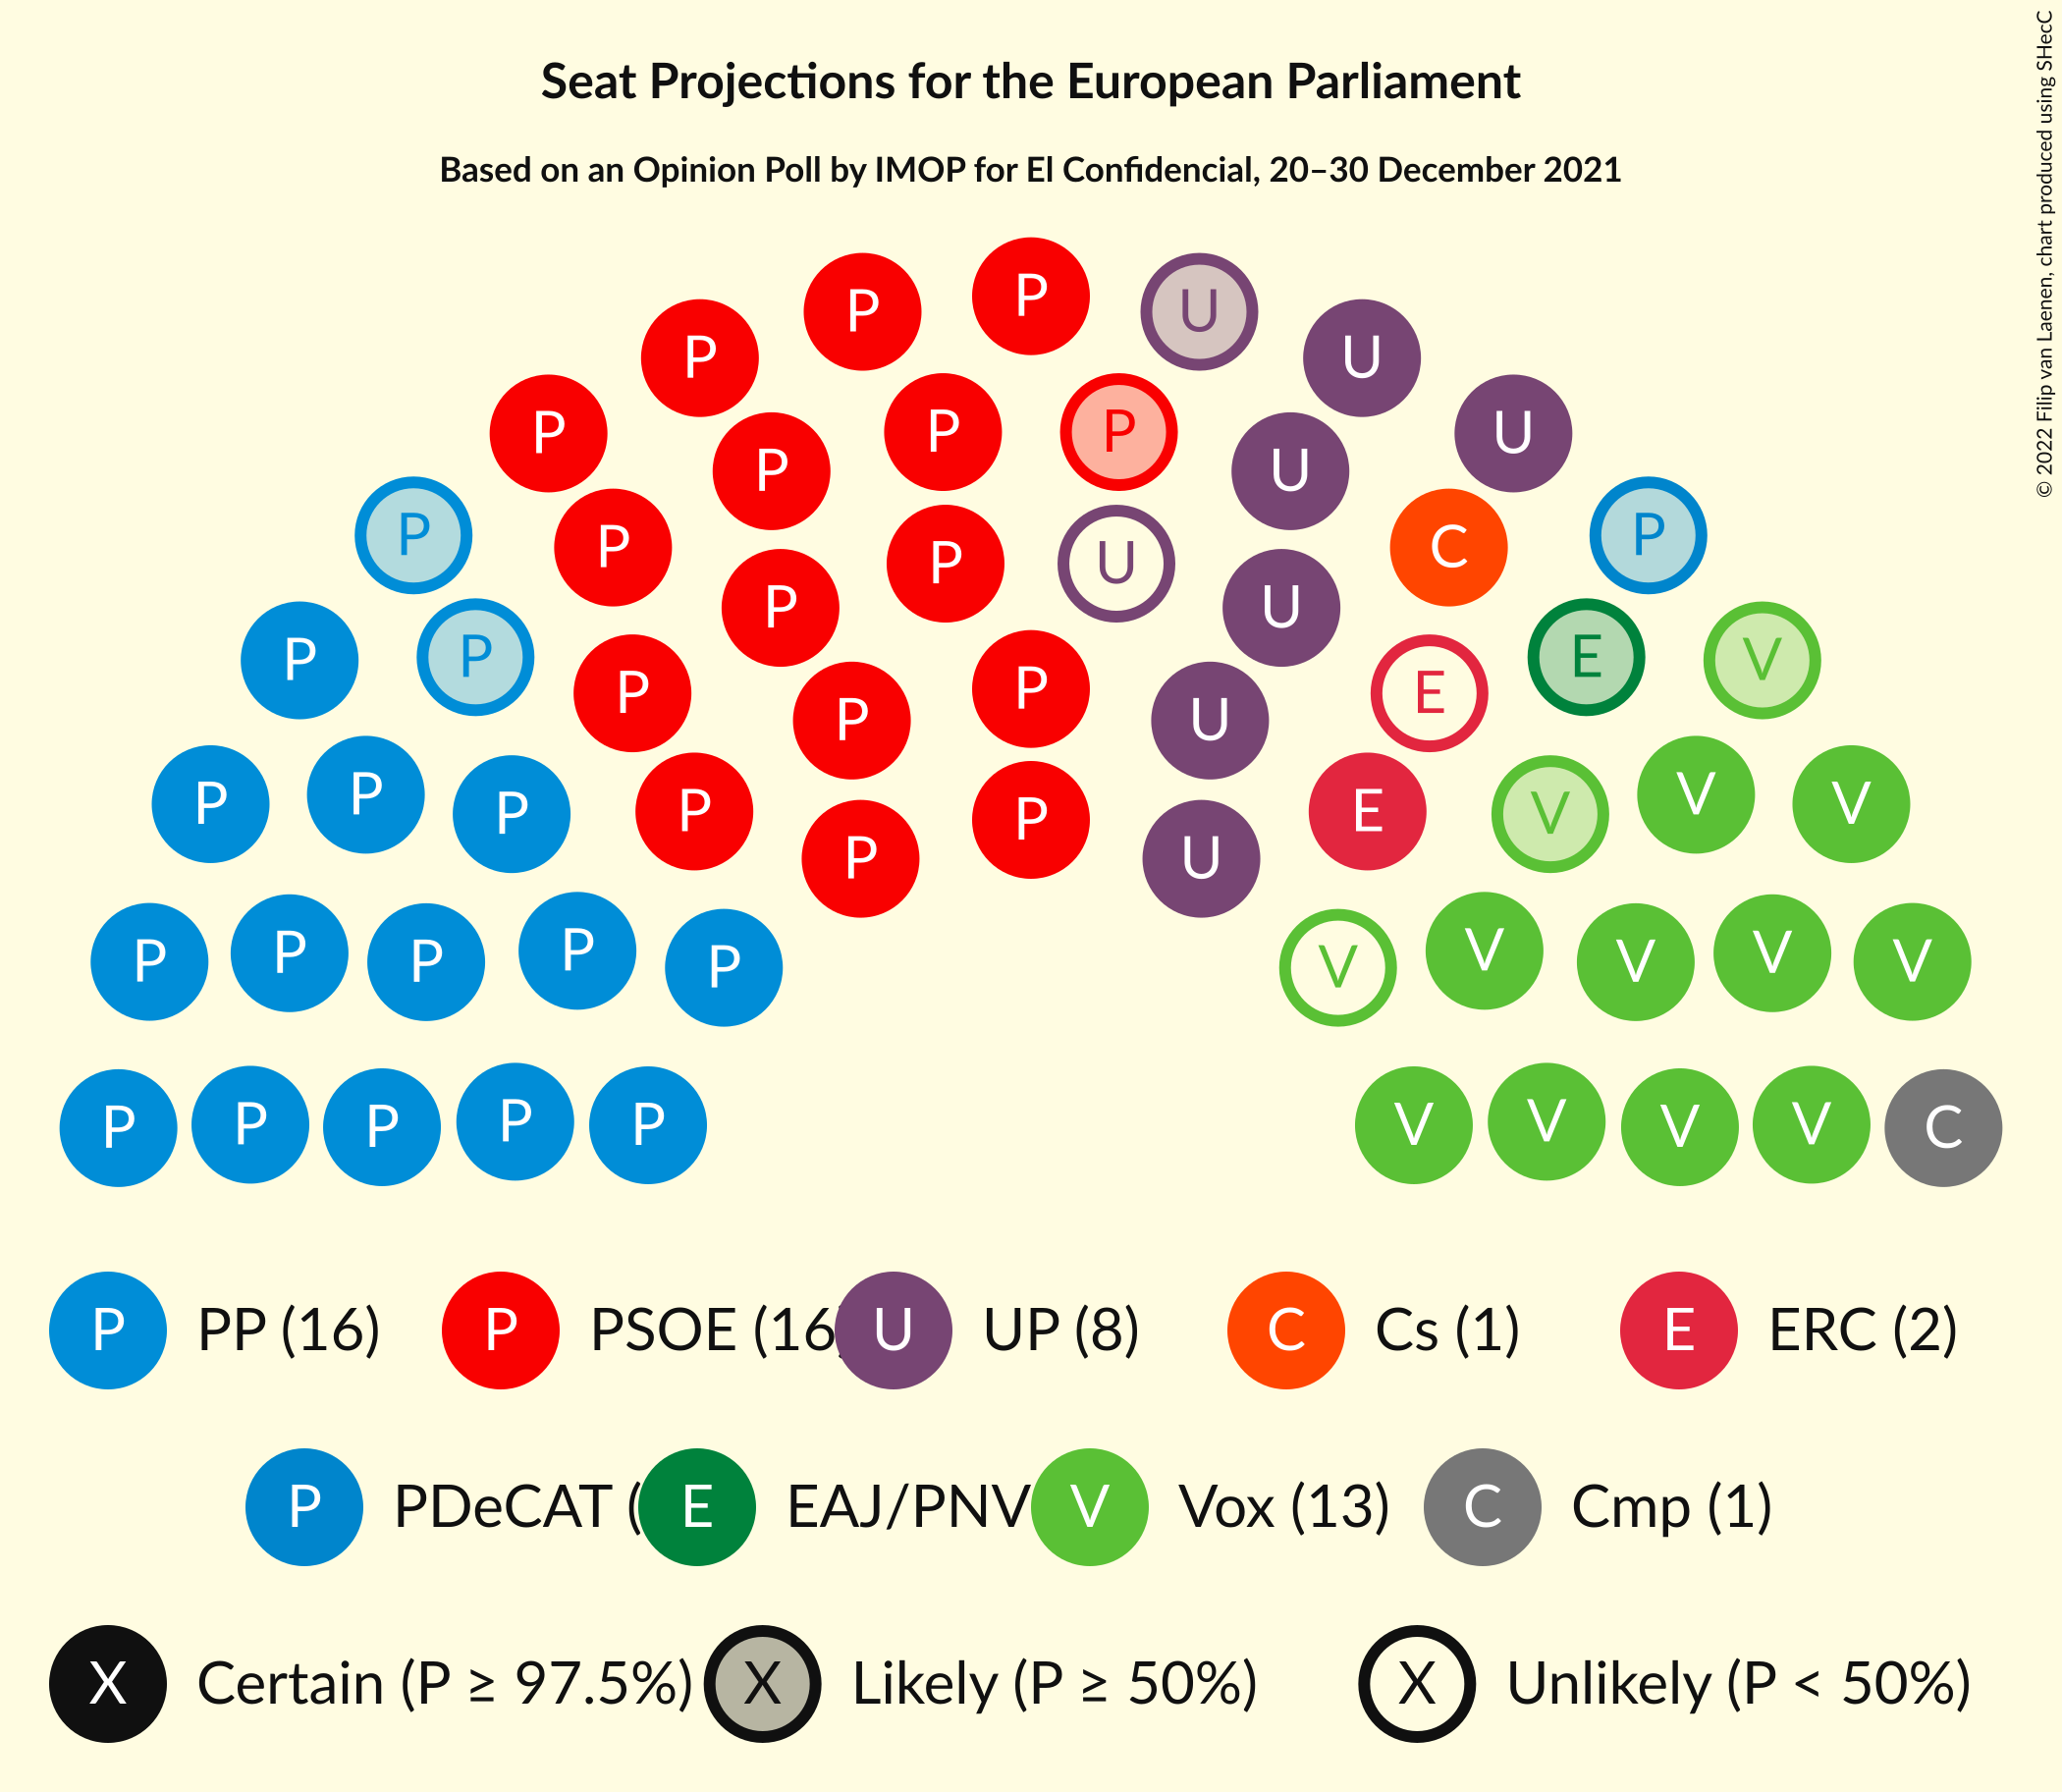 Seat Projections for the European Parliament
Based on an Opinion Poll by IMOP for El Confidencial, 20–30 December 2021
© 2022 Filip van Laenen, chart produced using SHecC
P
P U
P U
P P P U
P U
P P
P C
P U
P U
P E
P V
P P E
P U
P P P P P E V V V
P U
P P P P P V V V V V
P P P P P V V V V C
P PP (16) P PSOE (16 U UP (8) C Cs (1) E ERC (2)
P PDeCAT ( E EAJ/PNV V Vox (13) C Cmp (1)
X Certain (P ≥ 97.5%) X Likely (P ≥ 50%) X Unlikely (P < 50%)